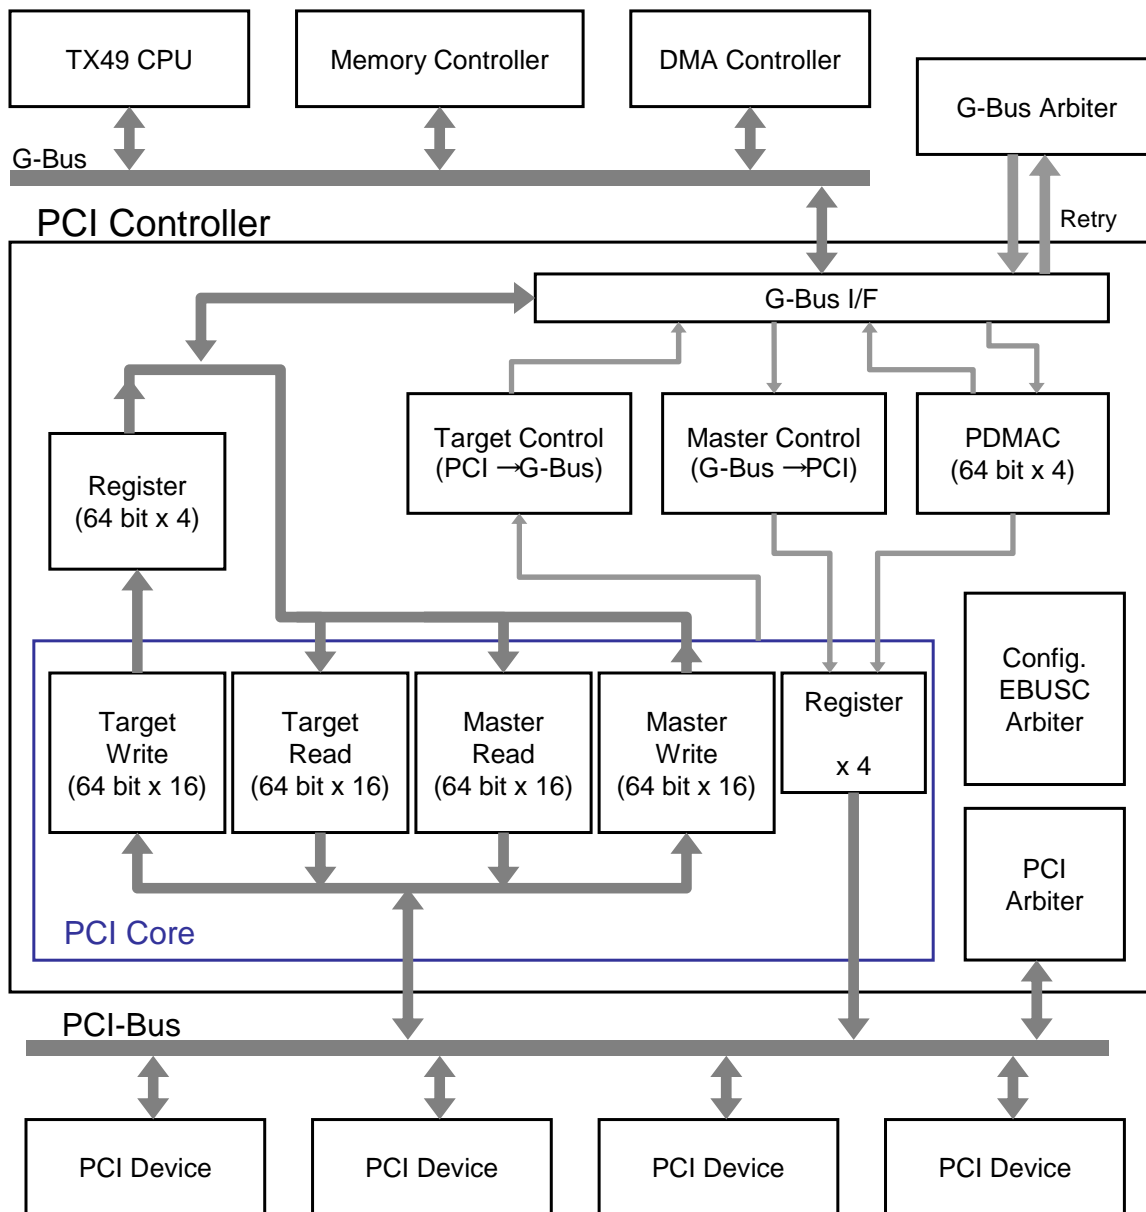 TX49 CPU
Memory Controller
DMA Controller
G-Bus Arbiter
G-Bus
PCI Controller
Retry
G-Bus I/F
Target Control
(PCI →G-Bus)
Master Control
(G-Bus →PCI)
PDMAC
(64 bit x 4)
Register
(64 bit x 4)
Target
Write
(64 bit x 16)
Target
Read
(64 bit x 16)
Master
Read
(64 bit x 16)
Master
Write
(64 bit x 16)
Register
x 4
Config.
EBUSC
Arbiter
PCI
Arbiter
PCI Core
PCI-Bus
PCI Device
PCI Device
PCI Device
PCI Device